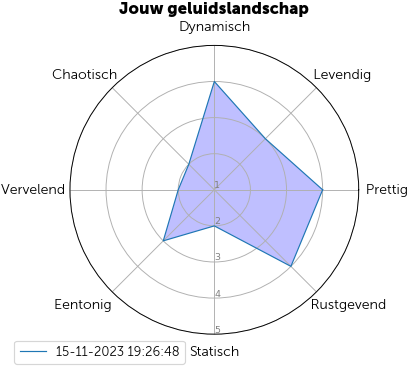 Jouw geluidslandschap
Dynamisch
Chaotisch
Levendig
Vervelend
Prettig
1
2
3
4
5
Eentonig
Rustgevend
Statisch
15-11-2023 19:26:48